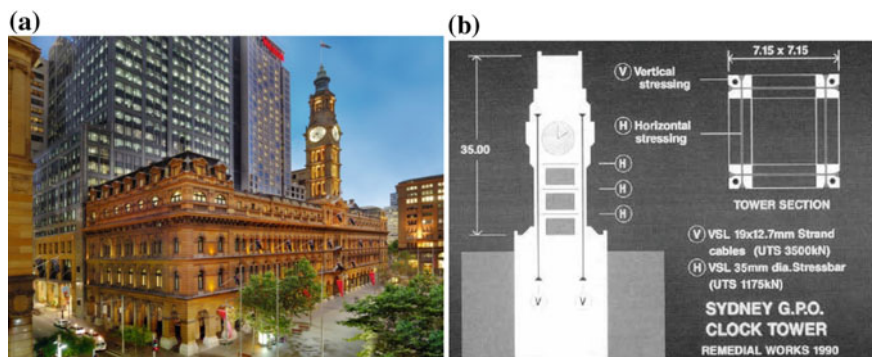 (a)
(b)
7.15 x 7.15
V Vertical
stressing
35.00
H Horizontal
stressing
H
H
H
TOWER SECTION
V VSL 19x12.7mm Strand
cables (UTS 3500kN)
H VSL 35mm dia.Stressbar
(UTS 1175kN)
V
V
SYDNEY G.P.O.
CLOCK TOWER
REMEDIAL WORKS 1990